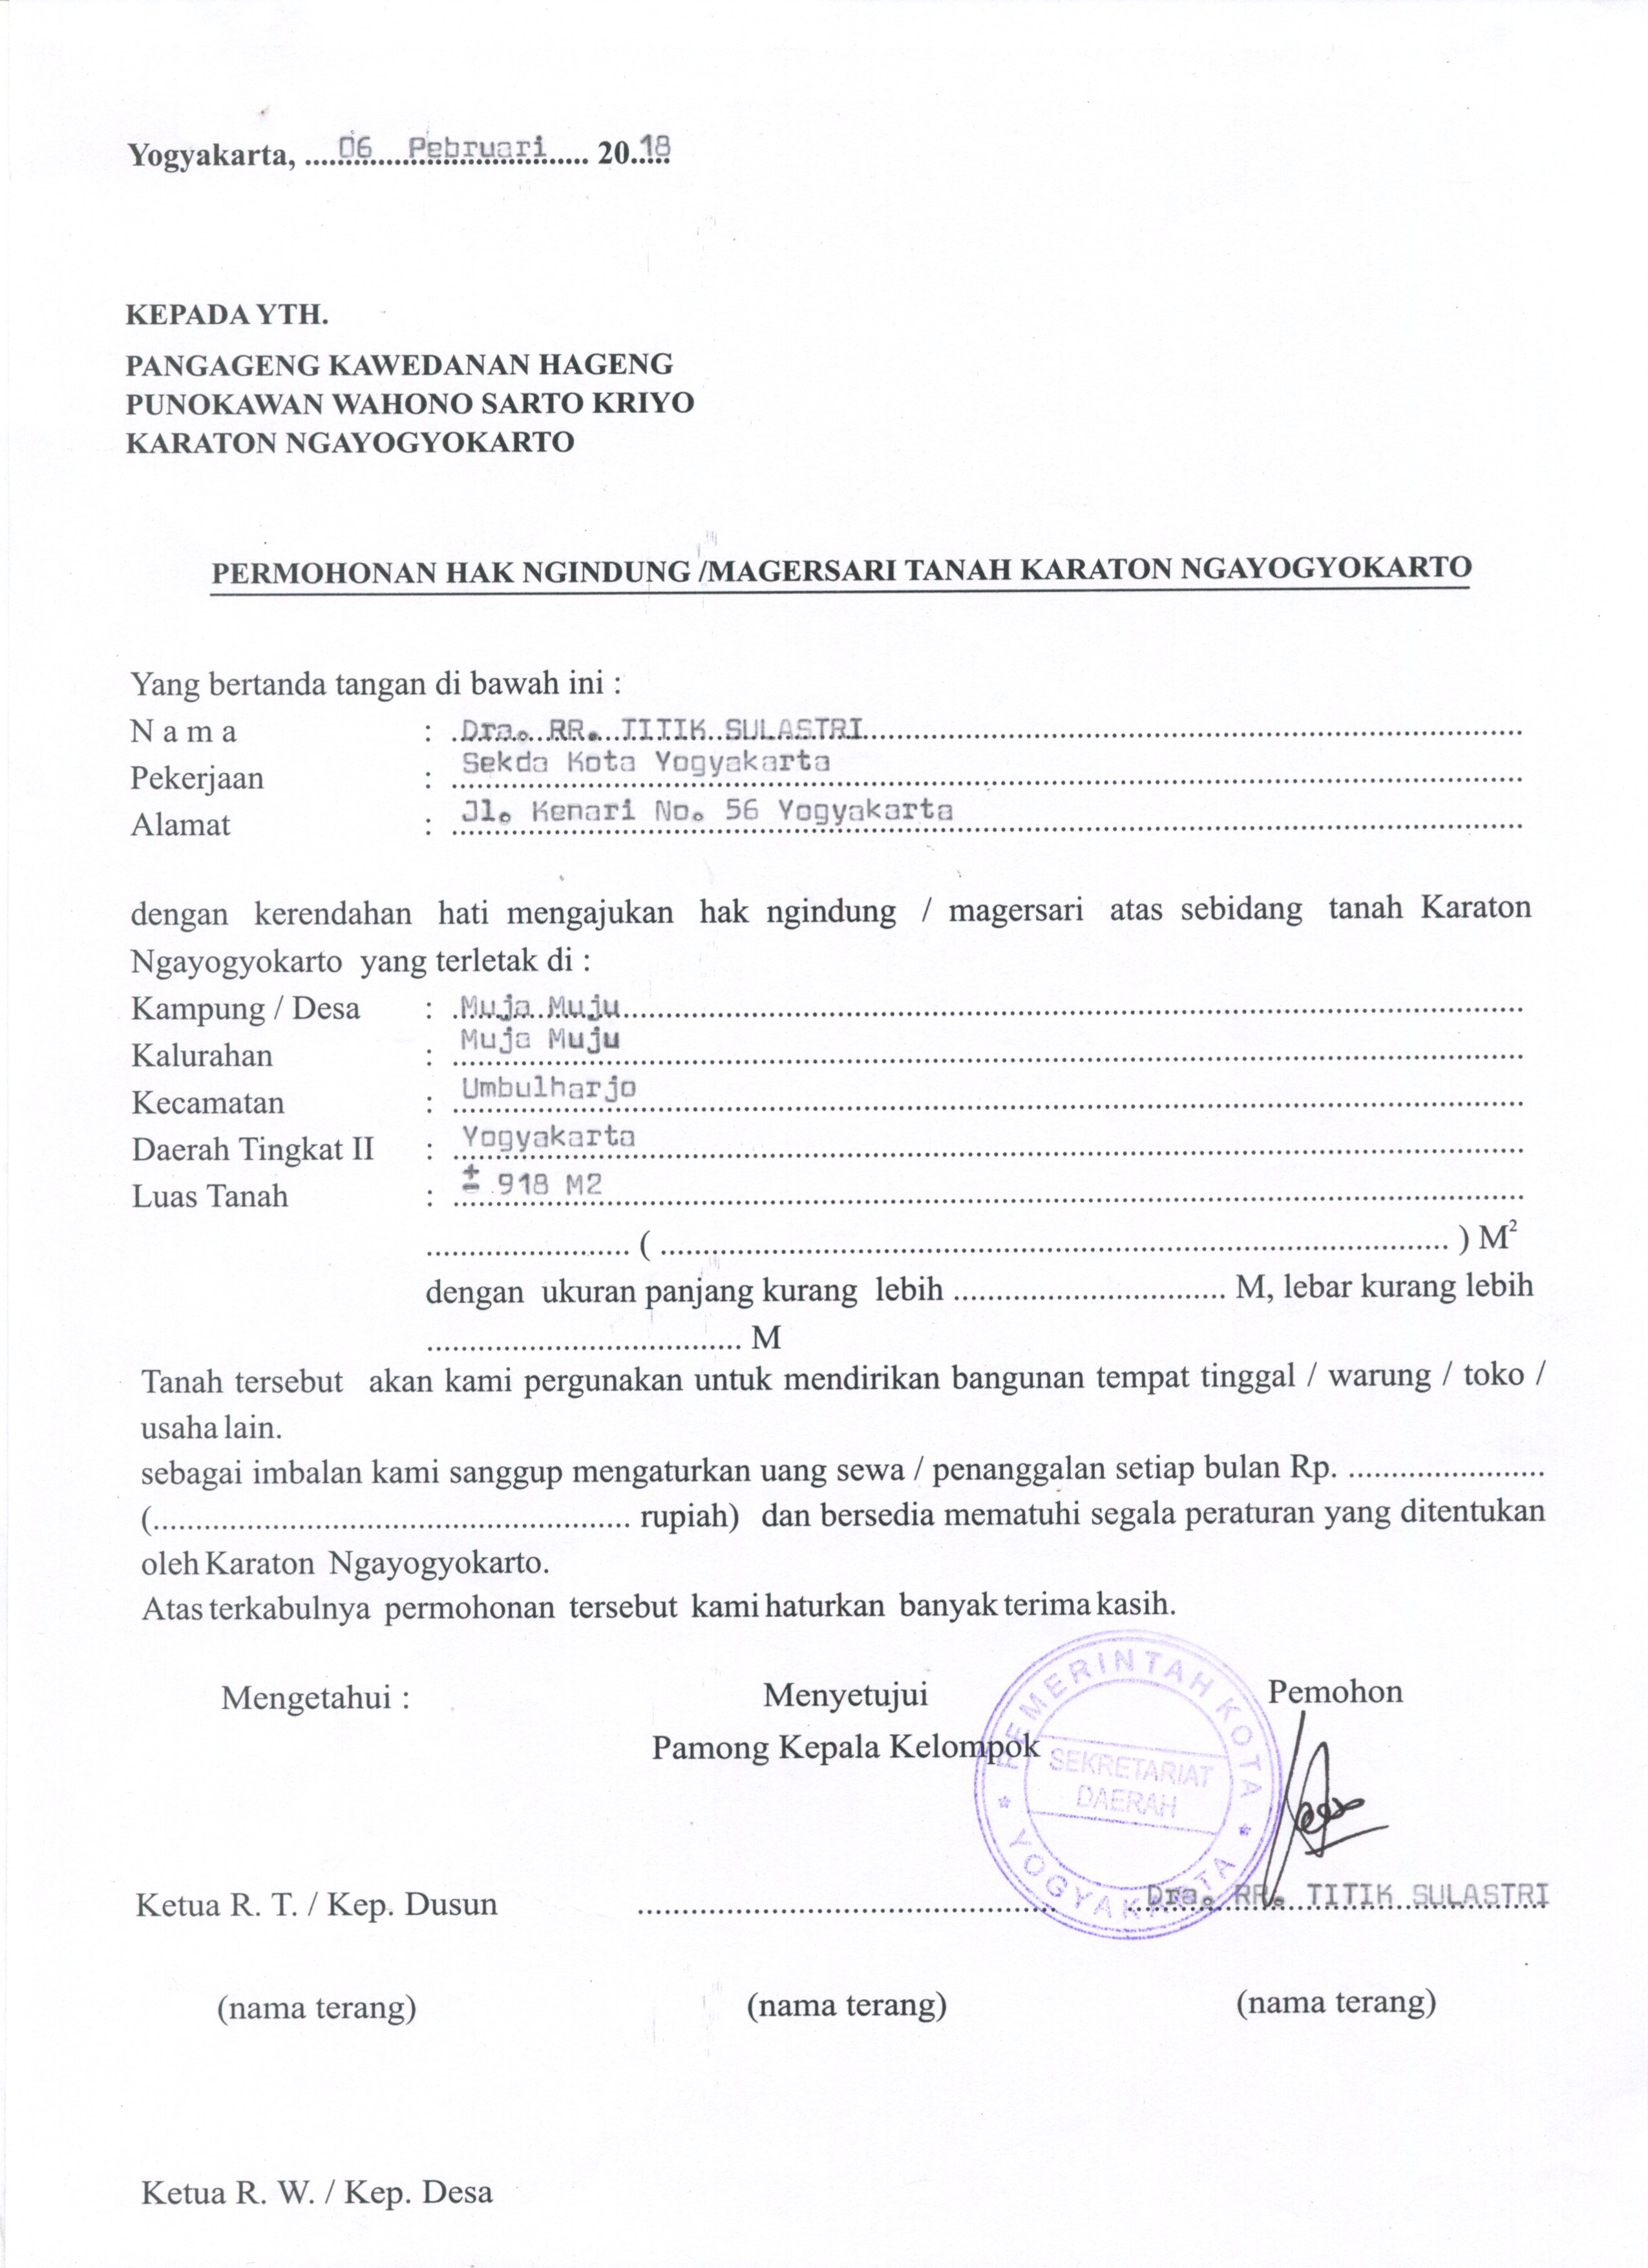 Yogyakarta, .....06....Pebruari..... 20..18
KEPADA YTH.
PANGAGENG KAWEDANAN HAGENG
PUNOKAWAN WAHONO SARTO KRIYO
KARATON NGAYOGYOKARTO
PERMOHONAN HAK NGINDUNG /MAGERSARI TANAH KARATON NGAYOGYOKARTO
Yang bertanda tangan di bawah ini :
N a m a : Dra. RR. TITIK SULASTRI
Pekerjaan : Sekda Kota Yogyakarta
Alamat : Jl. Kenari No. 56 Yogyakarta
dengan kerendahan hati mengajukan hak ngindung / magersari atas sebidang tanah Karaton
Ngayogyokarto yang terletak di :
Kampung / Desa : Muja Muju
Kalurahan : Muja Muju
Kecamatan : Umbulharjo
Daerah Tingkat II : Yogyakarta
Luas Tanah : ± 918 M2
........................ ( ............................................................................................ ) M²
dengan ukuran panjang kurang lebih ................................ M, lebar kurang lebih
..................................... M
Tanah tersebut akan kami pergunakan untuk mendirikan bangunan tempat tinggal / warung / toko /
usaha lain.
sebagai imbalan kami sanggup mengaturkan uang sewa / penanggalan setiap bulan Rp. .......................
(........................................................ rupiah) dan bersedia mematuhi segala peraturan yang ditentukan
oleh Karaton Ngayogyokarto.
Atas terkabulnya permohonan tersebut kami haturkan banyak terima kasih.
Mengetahui : Menyetujui Pemohon
Pamong Kepala Kelompok
PEMERINTAH KOTA
SEKRETARIAT
DAERAH
* YOGYAKARTA *
Ketua R. T. / Kep. Dusun ................................................. Dra. RR. TITIK SULASTRI
(nama terang) (nama terang) (nama terang)
Ketua R. W. / Kep. Desa